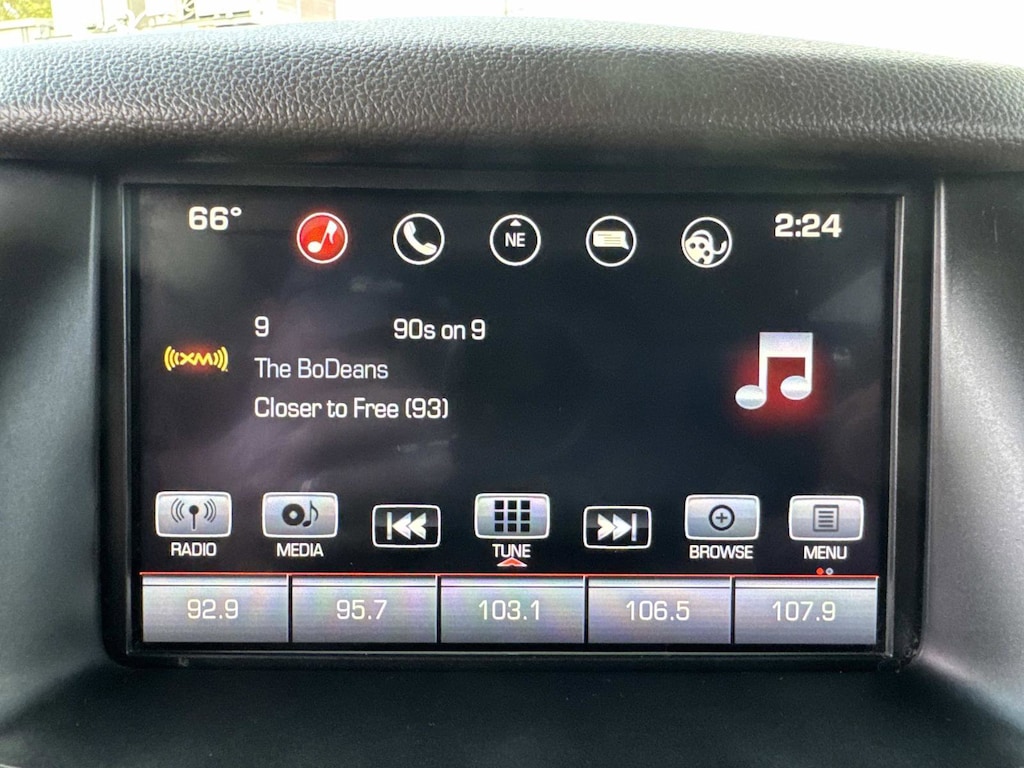 66° NE 2:24
9 90s on 9
((XM))
The BoDeans
Closer to Free (93)
RADIO MEDIA TUNE BROWSE MENU
92.9 95.7 103.1 106.5 107.9